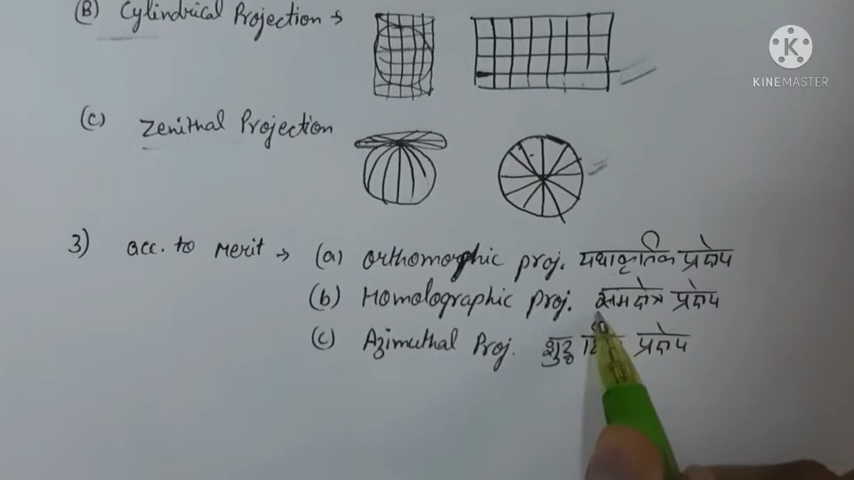 (B) Cylindrical Projection →
K
KINEMASTER
(C) Zenithal Projection
3) acc. to merit → (a) Orthomorphic proj. यथाकृतिक प्रक्षेप
(b) Homolographic proj. समक्षेत्र प्रक्षेप
(C) Azimuthal Proj. शुद्ध प्रक्षेप